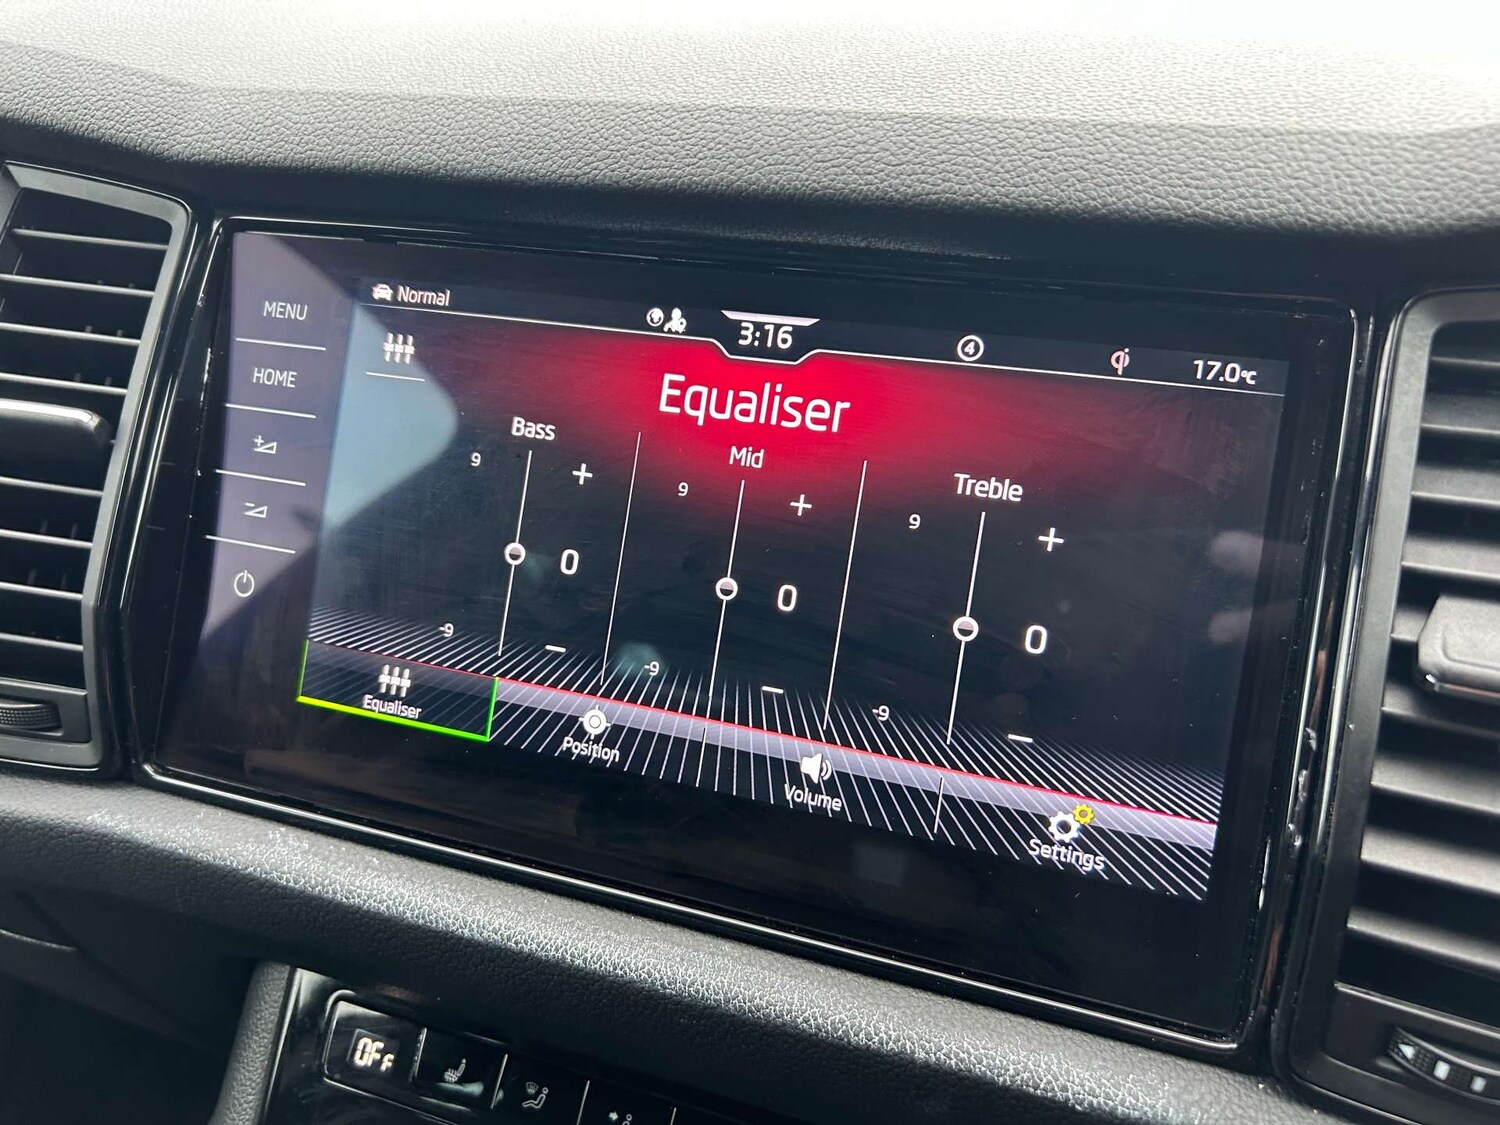 Normal
3:16
4
17.0°C
MENU
HOME
Equaliser
Bass
Mid
Treble
9
+
9
+
9
+
0
0
0
-9
−
-9
−
-9
−
Equaliser
Position
Volume
Settings
OFF